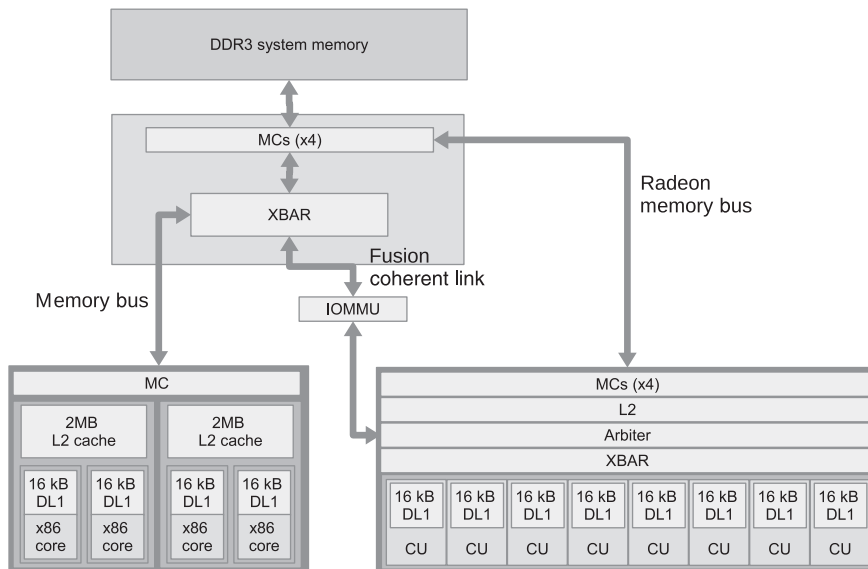 DDR3 system memory
MCs (x4)
Radeon
memory bus
XBAR
Fusion
coherent link
Memory bus
IOMMU
MC
2MB
L2 cache
2MB
L2 cache
16 kB
DL1
x86
core
16 kB
DL1
x86
core
16 kB
DL1
x86
core
16 kB
DL1
x86
core
MCs (x4)
L2
Arbiter
XBAR
16 kB
DL1
CU
16 kB
DL1
CU
16 kB
DL1
CU
16 kB
DL1
CU
16 kB
DL1
CU
16 kB
DL1
CU
16 kB
DL1
CU
16 kB
DL1
CU